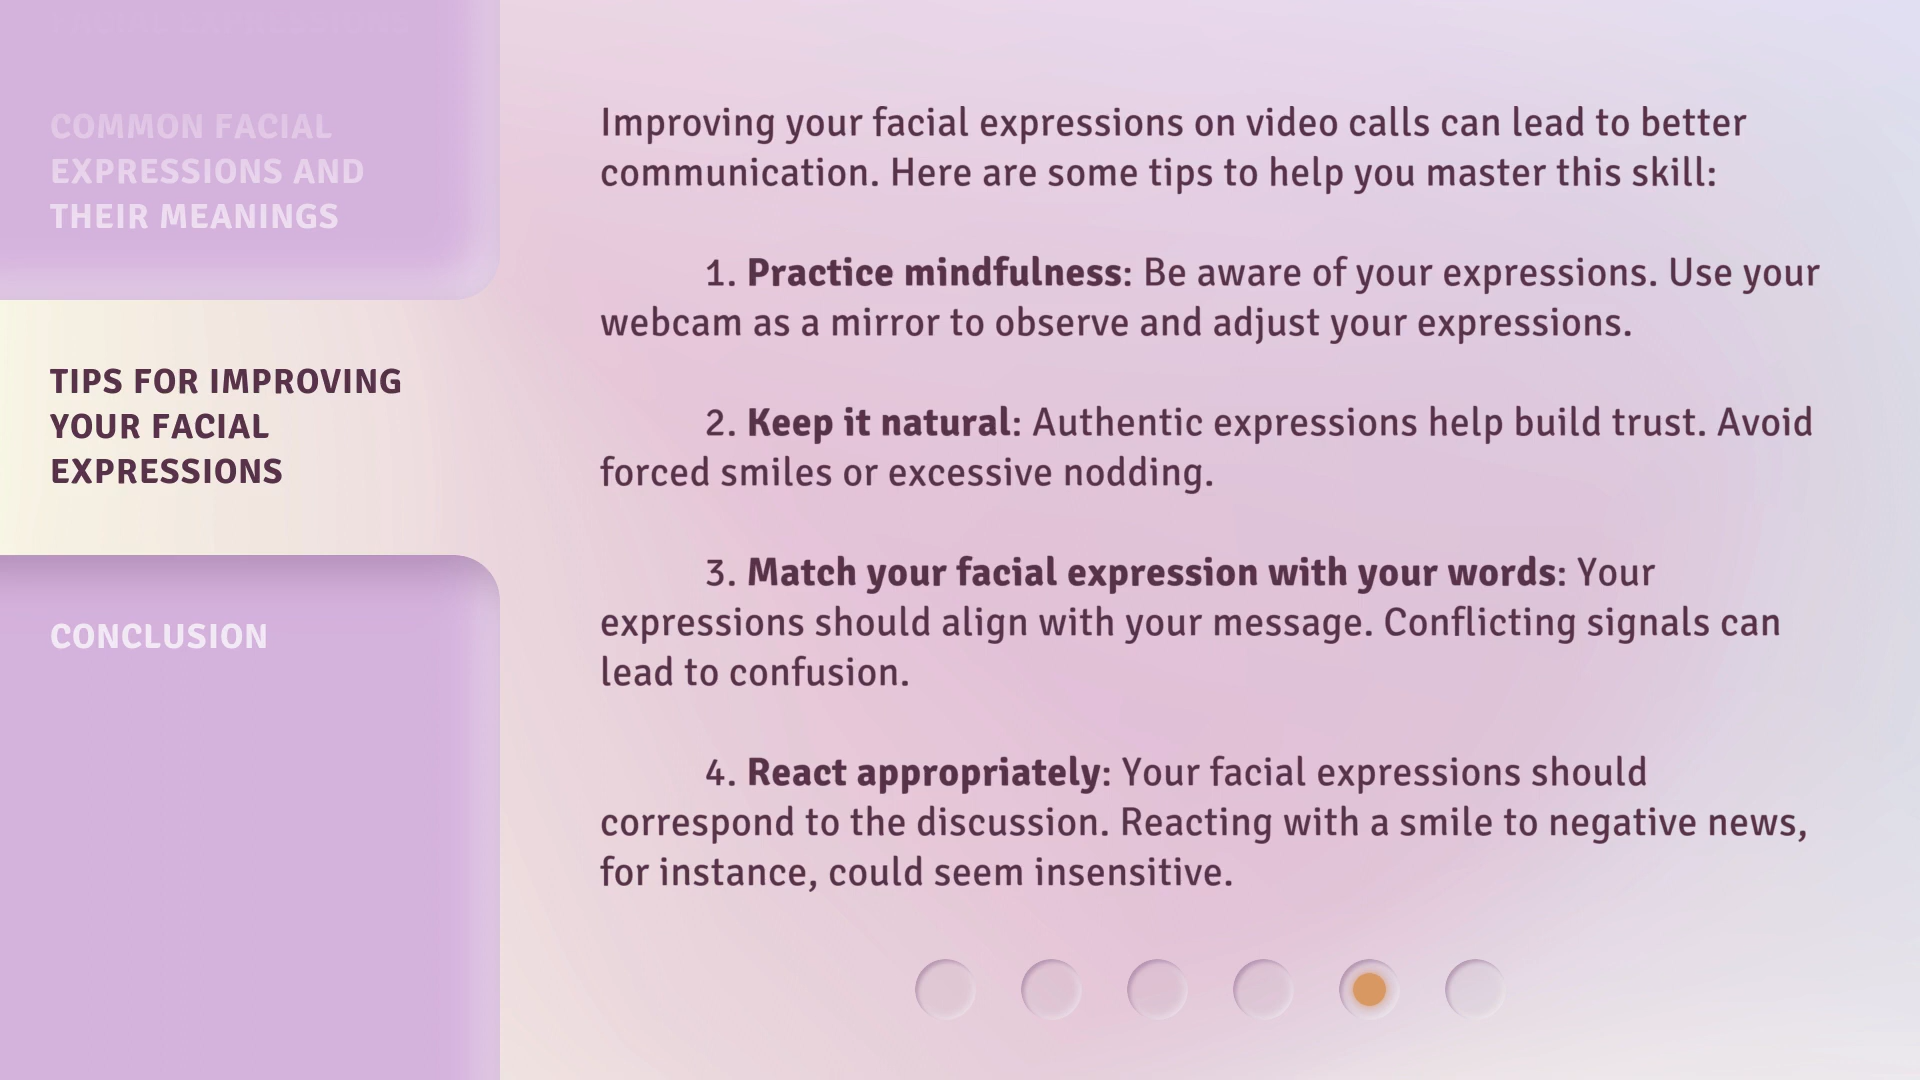 COMMON FACIAL
EXPRESSIONS AND
THEIR MEANINGS
TIPS FOR IMPROVING
YOUR FACIAL
EXPRESSIONS
CONCLUSION
Improving your facial expressions on video calls can lead to better
communication. Here are some tips to help you master this skill:
1. Practice mindfulness: Be aware of your expressions. Use your
webcam as a mirror to observe and adjust your expressions.
2. Keep it natural: Authentic expressions help build trust. Avoid
forced smiles or excessive nodding.
3. Match your facial expression with your words: Your
expressions should align with your message. Conflicting signals can
lead to confusion.
4. React appropriately: Your facial expressions should
correspond to the discussion. Reacting with a smile to negative news,
for instance, could seem insensitive.